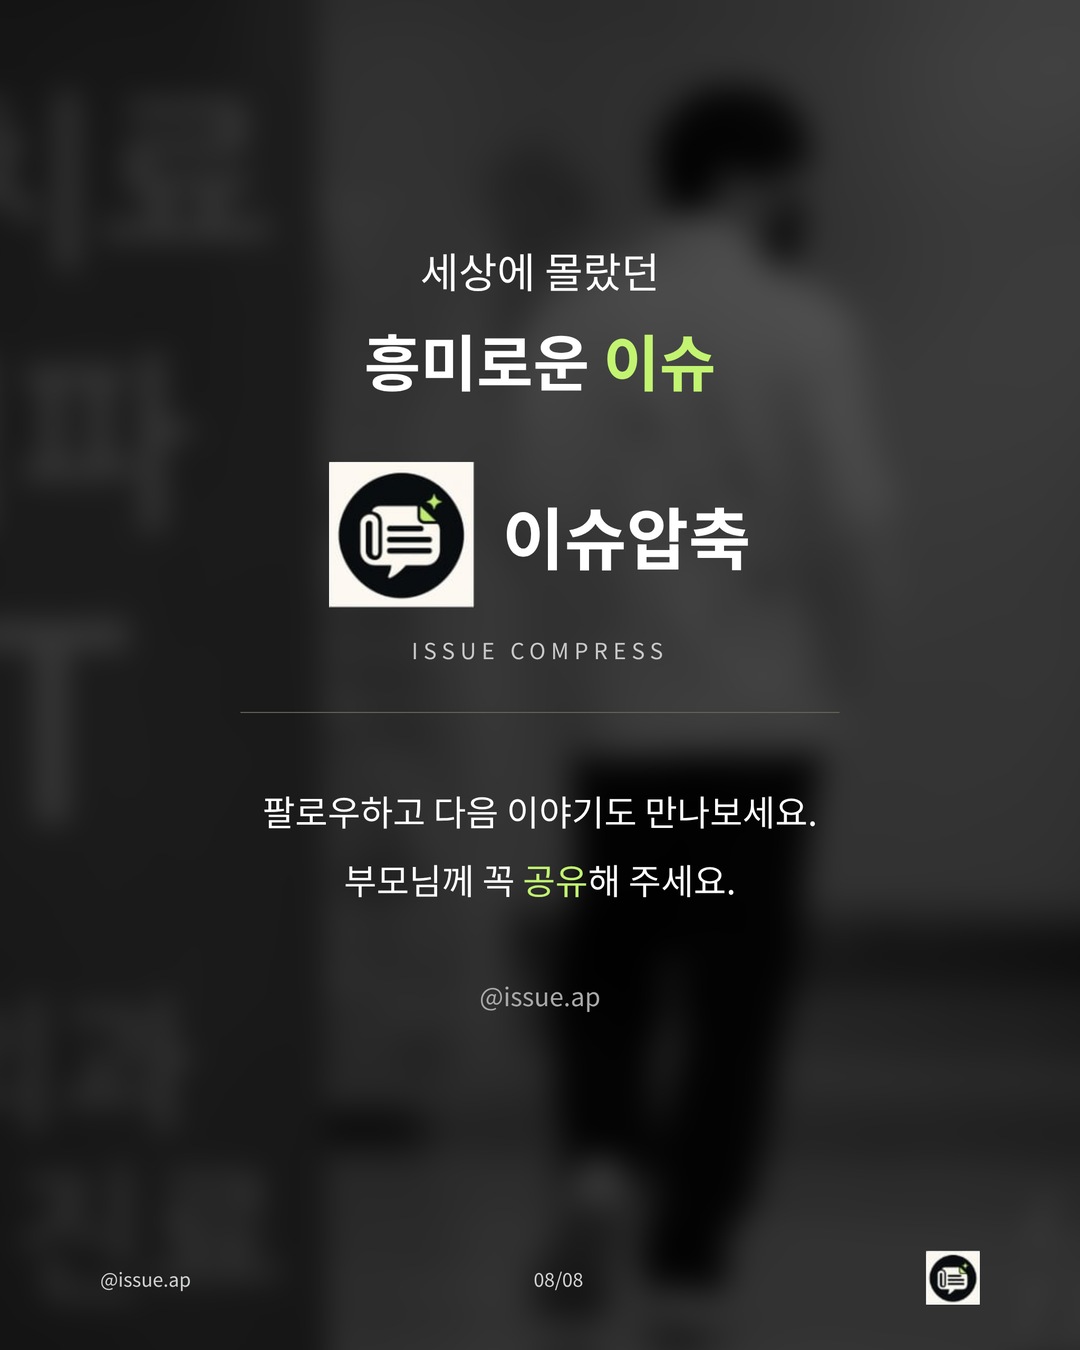 세상에 몰랐던
흥미로운 이슈
이슈압축
ISSUE COMPRESS
팔로우하고 다음 이야기도 만나보세요.
부모님께 꼭 공유해 주세요.
@issue.ap
@issue.ap
08/08